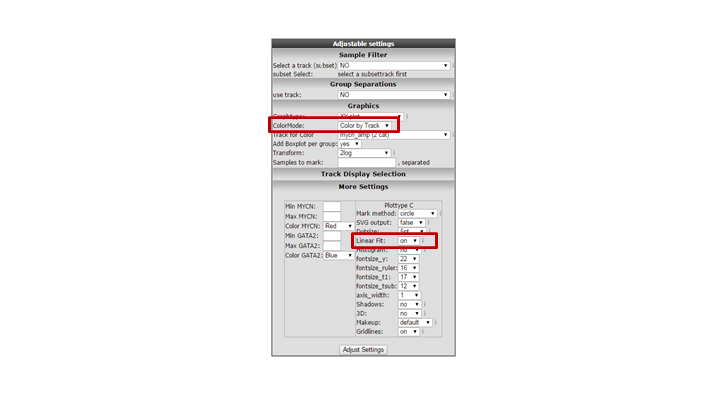 Adjustable settings
Sample Filter
Select a track (subset) NO
subset Select: select a subsettrack first
Group Separations
use track: NO
Graphics
Graphtype: XY-plot
ColorMode: Color by Track
Track for Color mycn_amp (2 cat)
Add Boxplot per group: yes
Transform: 2log
Samples to mark: , separated
Track Display Selection
More Settings
Min MYCN:
Max MYCN:
Color MYCN: Red
Min GATA2:
Max GATA2:
Color GATA2: Blue
Plottype C
Mark method: circle
SVG output: false
Dotsize:
Linear Fit: on
Histogram: no
fontsize_y: 22
fontsize_ruler: 16
fontsize_t1: 17
fontsize_tsub: 12
axis_width: 1
Shadows: no
3D: no
Makeup: default
Gridlines: on
Adjust Settings